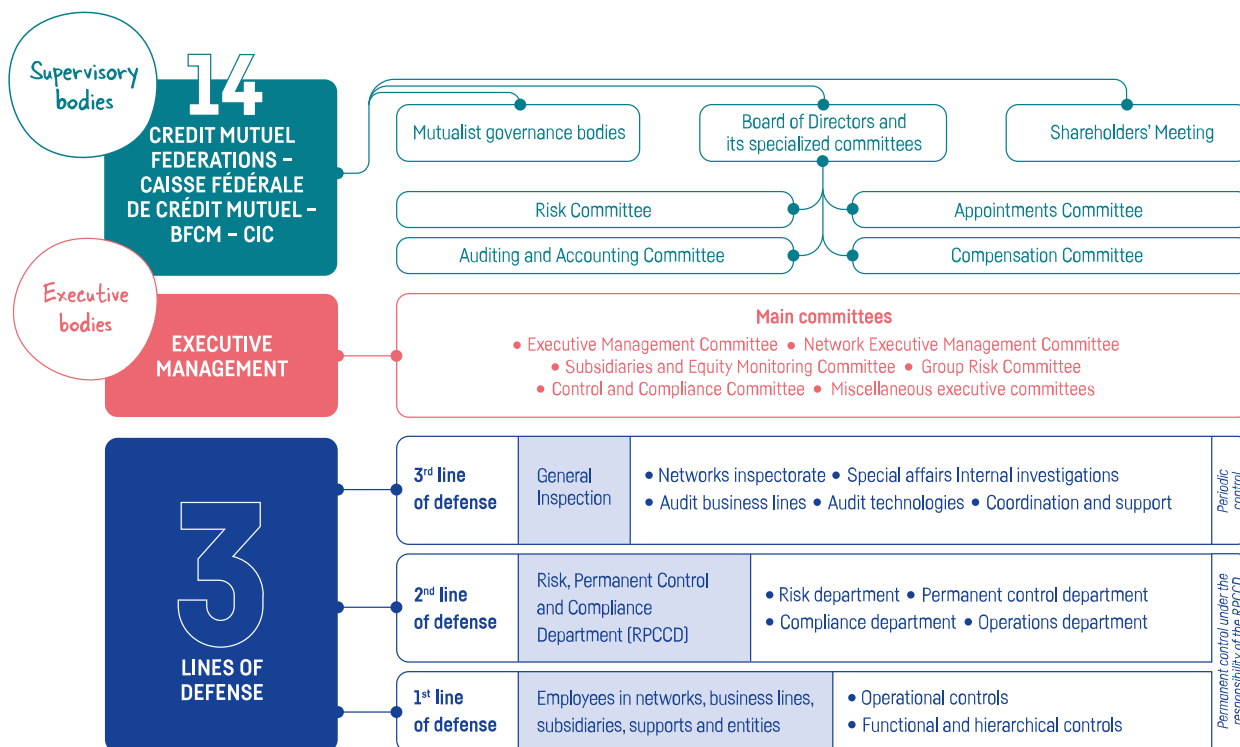 Supervisory
bodies
14
CREDIT MUTUEL
FEDERATIONS –
CAISSE FÉDÉRALE
DE CRÉDIT MUTUEL –
BFCM – CIC
Mutualist governance bodies
Board of Directors and
its specialized committees
Shareholders' Meeting
Risk Committee
Appointments Committee
Auditing and Accounting Committee
Compensation Committee
Executive
bodies
EXECUTIVE
MANAGEMENT
Main committees
• Executive Management Committee • Network Executive Management Committee
• Subsidiaries and Equity Monitoring Committee • Group Risk Committee
• Control and Compliance Committee • Miscellaneous executive committees
3
LINES OF
DEFENSE
3rd line
of defense
General
Inspection
• Networks inspectorate • Special affairs Internal investigations
• Audit business lines • Audit technologies • Coordination and support
Periodic
control
2nd line
of defense
Risk, Permanent Control
and Compliance
Department (RPCCD)
• Risk department • Permanent control department
• Compliance department • Operations department
Permanent control under the
responsibility of the RPCCD
1st line
of defense
Employees in networks, business lines,
subsidiaries, supports and entities
• Operational controls
• Functional and hierarchical controls